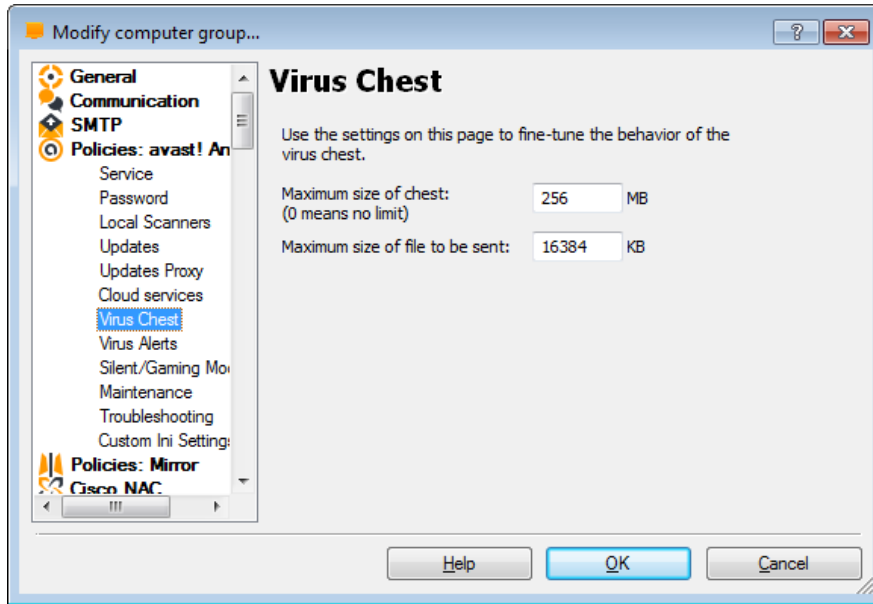 Modify computer group...
General
Communication
SMTP
Policies: avast! An
Service
Password
Local Scanners
Updates
Updates Proxy
Cloud services
Virus Chest
Virus Alerts
Silent/Gaming Mo
Maintenance
Troubleshooting
Custom Ini Setting
Policies: Mirror
Cisco NAC
Virus Chest
Use the settings on this page to fine-tune the behavior of the
virus chest.
Maximum size of chest:
(0 means no limit)
256 MB
Maximum size of file to be sent: 16384 KB
Help OK Cancel